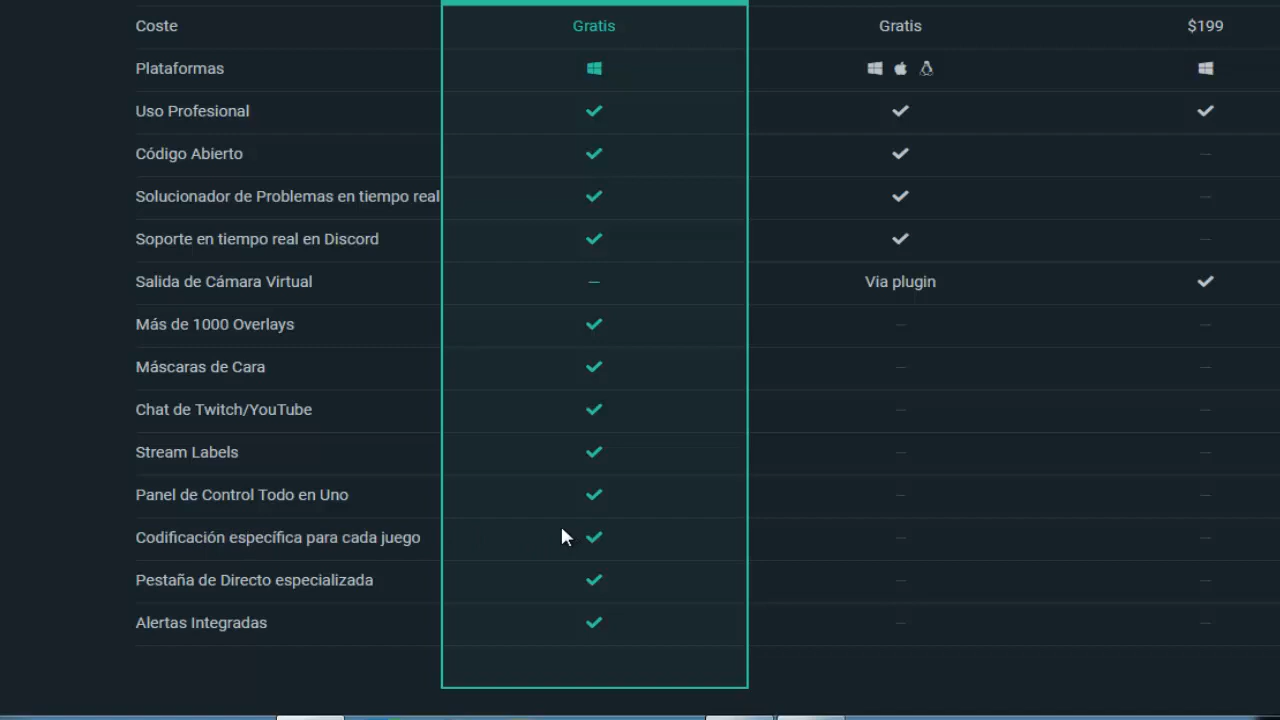 Coste Gratis Gratis $199
Plataformas
Uso Profesional
Código Abierto
Solucionador de Problemas en tiempo real
Soporte en tiempo real en Discord
Salida de Cámara Virtual – Via plugin
Más de 1000 Overlays – –
Máscaras de Cara – –
Chat de Twitch/YouTube – –
Stream Labels – –
Panel de Control Todo en Uno – –
Codificación específica para cada juego – –
Pestaña de Directo especializada – –
Alertas Integradas – –